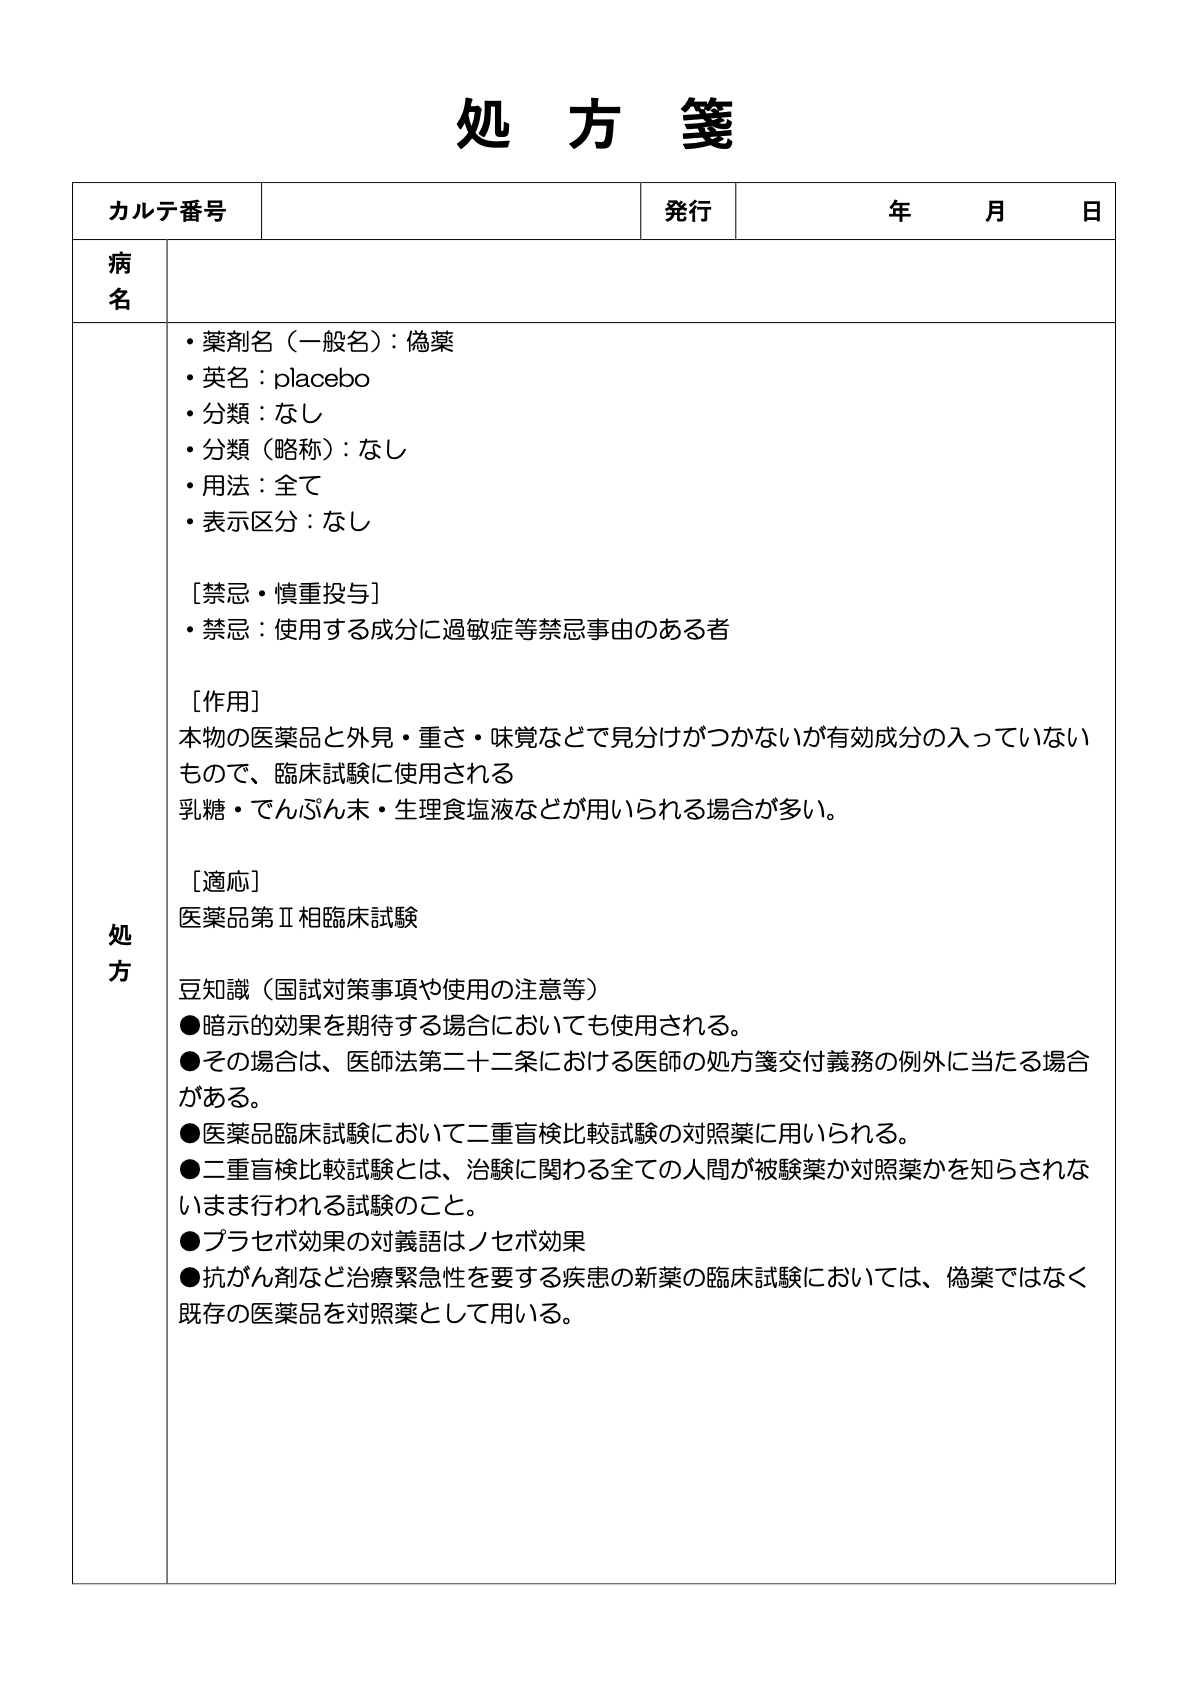 処　方　箋
カルテ番号　発行　年　月　日
病
名
・薬剤名（一般名）：偽薬
・英名：placebo
・分類：なし
・分類（略称）：なし
・用法：全て
・表示区分：なし
［禁忌・慎重投与］
・禁忌：使用する成分に過敏症等禁忌事由のある者
［作用］
本物の医薬品と外見・重さ・味覚などで見分けがつかないが有効成分の入っていない
もので、臨床試験に使用される
乳糖・でんぷん末・生理食塩液などが用いられる場合が多い。
［適応］
医薬品第Ⅱ相臨床試験
処
方
豆知識（国試対策事項や使用の注意等）
●暗示的効果を期待する場合においても使用される。
●その場合は、医師法第二十二条における医師の処方箋交付義務の例外に当たる場合
がある。
●医薬品臨床試験において二重盲検比較試験の対照薬に用いられる。
●二重盲検比較試験とは、治験に関わる全ての人間が被験薬か対照薬かを知らされな
いまま行われる試験のこと。
●プラセボ効果の対義語はノセボ効果
●抗がん剤など治療緊急性を要する疾患の新薬の臨床試験においては、偽薬ではなく
既存の医薬品を対照薬として用いる。